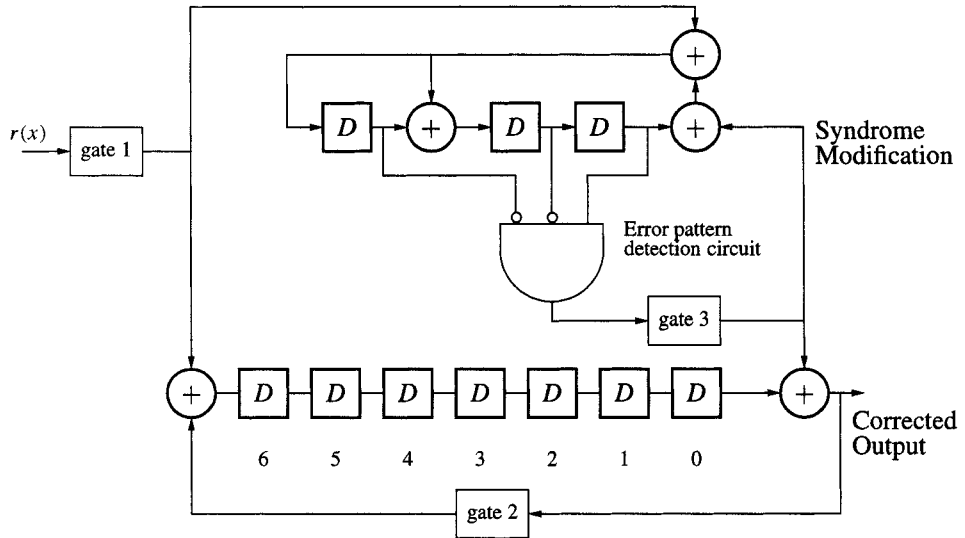 +
D
+
D
D
+
r(x)
gate 1
Syndrome
Modification
Error pattern
detection circuit
gate 3
+
D
D
D
D
D
D
D
+
Corrected
Output
6 5 4 3 2 1 0
gate 2